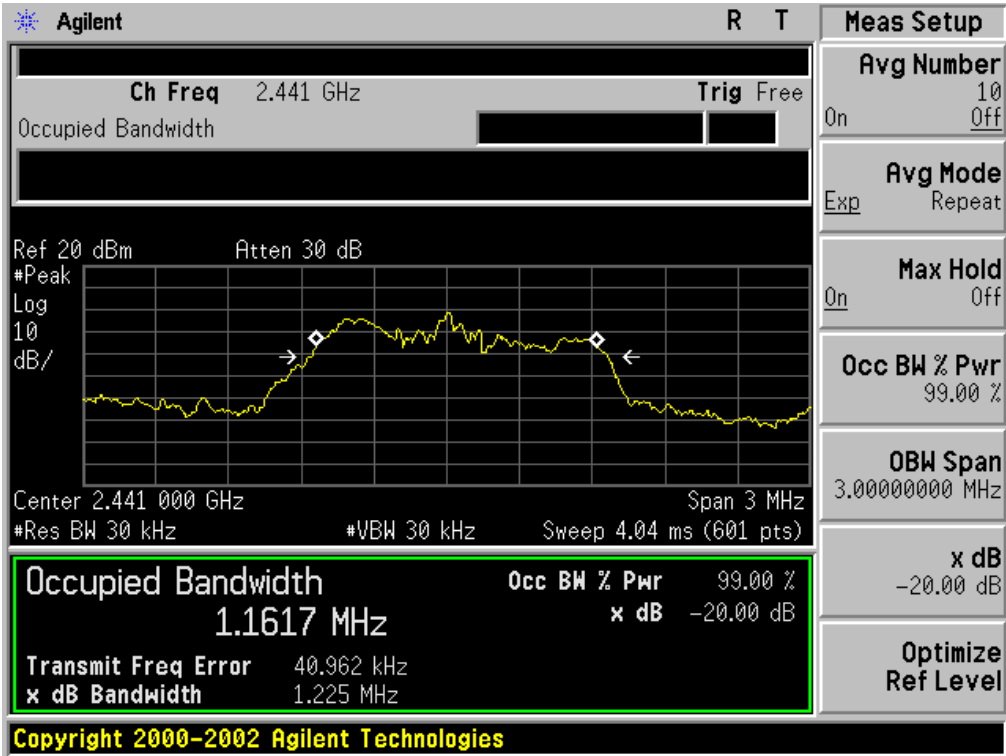 Agilent R T
Ch Freq 2.441 GHz Trig Free
Occupied Bandwidth
Ref 20 dBm Atten 30 dB
#Peak
Log
10
dB/
Center 2.441 000 GHz Span 3 MHz
#Res BW 30 kHz #VBW 30 kHz Sweep 4.04 ms (601 pts)
Occupied Bandwidth Occ BW % Pwr 99.00 %
1.1617 MHz x dB -20.00 dB
Transmit Freq Error 40.962 kHz
x dB Bandwidth 1.225 MHz
Copyright 2000-2002 Agilent Technologies
Meas Setup
Avg Number
10
On Off
Avg Mode
Exp Repeat
Max Hold
On Off
Occ BW % Pwr
99.00 %
OBW Span
3.00000000 MHz
x dB
-20.00 dB
Optimize
Ref Level